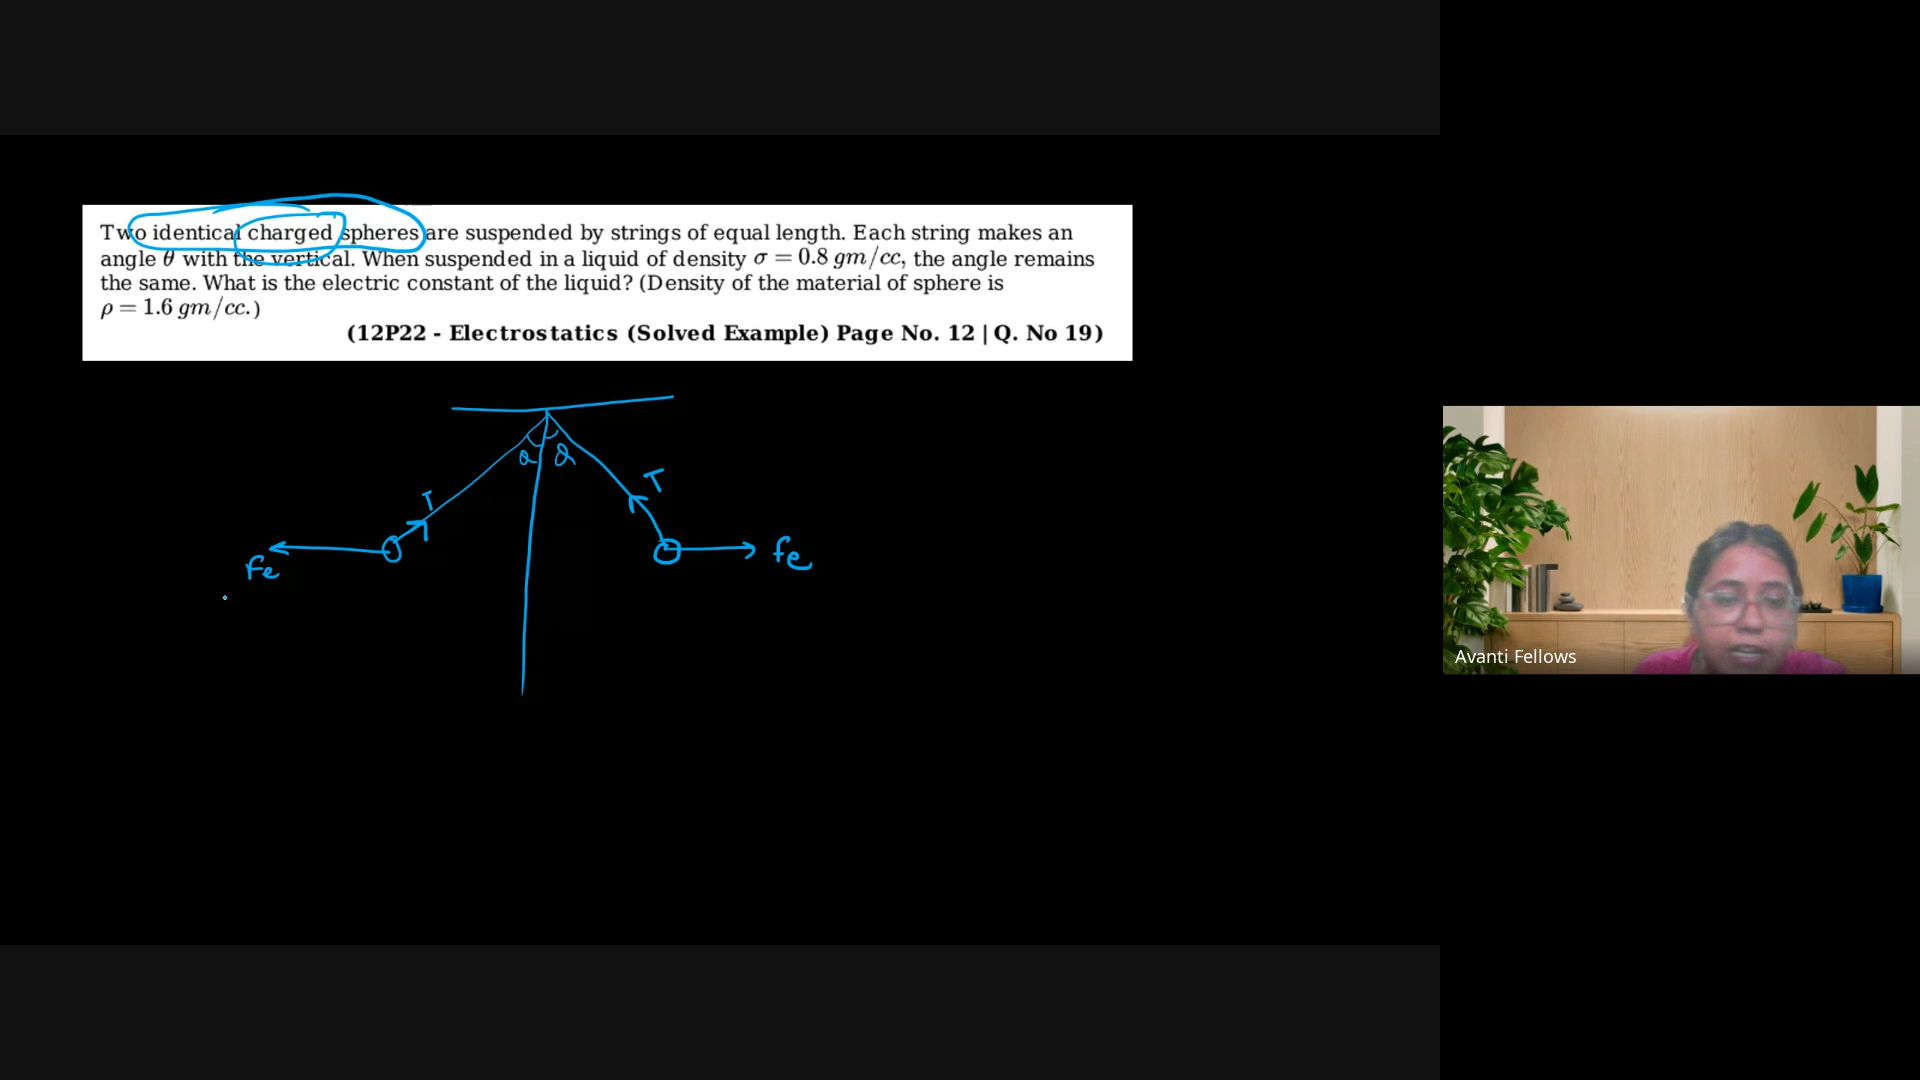 Two identical charged spheres are suspended by strings of equal length. Each string makes an
angle θ with the vertical. When suspended in a liquid of density σ = 0.8 gm/cc, the angle remains
the same. What is the electric constant of the liquid? (Density of the material of sphere is
ρ = 1.6 gm/cc.)
(12P22 - Electrostatics (Solved Example) Page No. 12 | Q. No 19)
θ θ
T T
Fe fe
Avanti Fellows